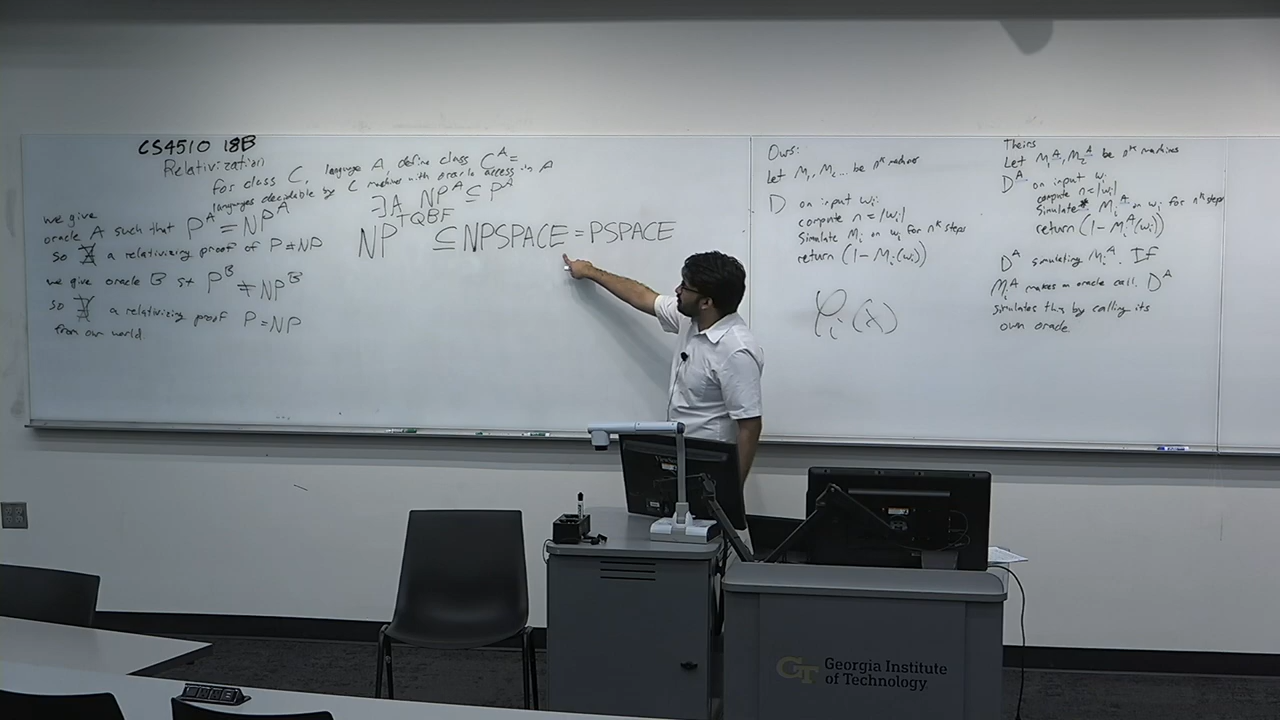 CS4510 18B
Relativization
for class C, language A, define class C^A =
languages decidable by C machine with oracle access to A
∃A NP^A ⊆ P^A
we give
oracle A such that P^A = NP^A
so ∄ a relativizing proof of P≠NP
we give oracle B st P^B ≠ NP^B
so ∄ a relativizing proof P=NP
from our world.
NP^TQBF ⊆ NPSPACE = PSPACE
Ours:
Let M₁, M₂... be n^k machines
D on input wᵢ
compute n = |wᵢ|
Simulate Mᵢ on wᵢ for n^k steps
return (1-Mᵢ(wᵢ))
φᵢ(x)
Theirs
Let M₁^A, M₂^A be n^k machines
D^A on input wᵢ
compute n<|wᵢ|
Simulate Mᵢ^A on wᵢ for n^k steps
return (1-Mᵢ^A(wᵢ))
D^A simulating Mᵢ^A. If
Mᵢ^A makes an oracle call, D^A
simulates this by calling its
own oracle
ViewSonic
GT Georgia Institute
of Technology